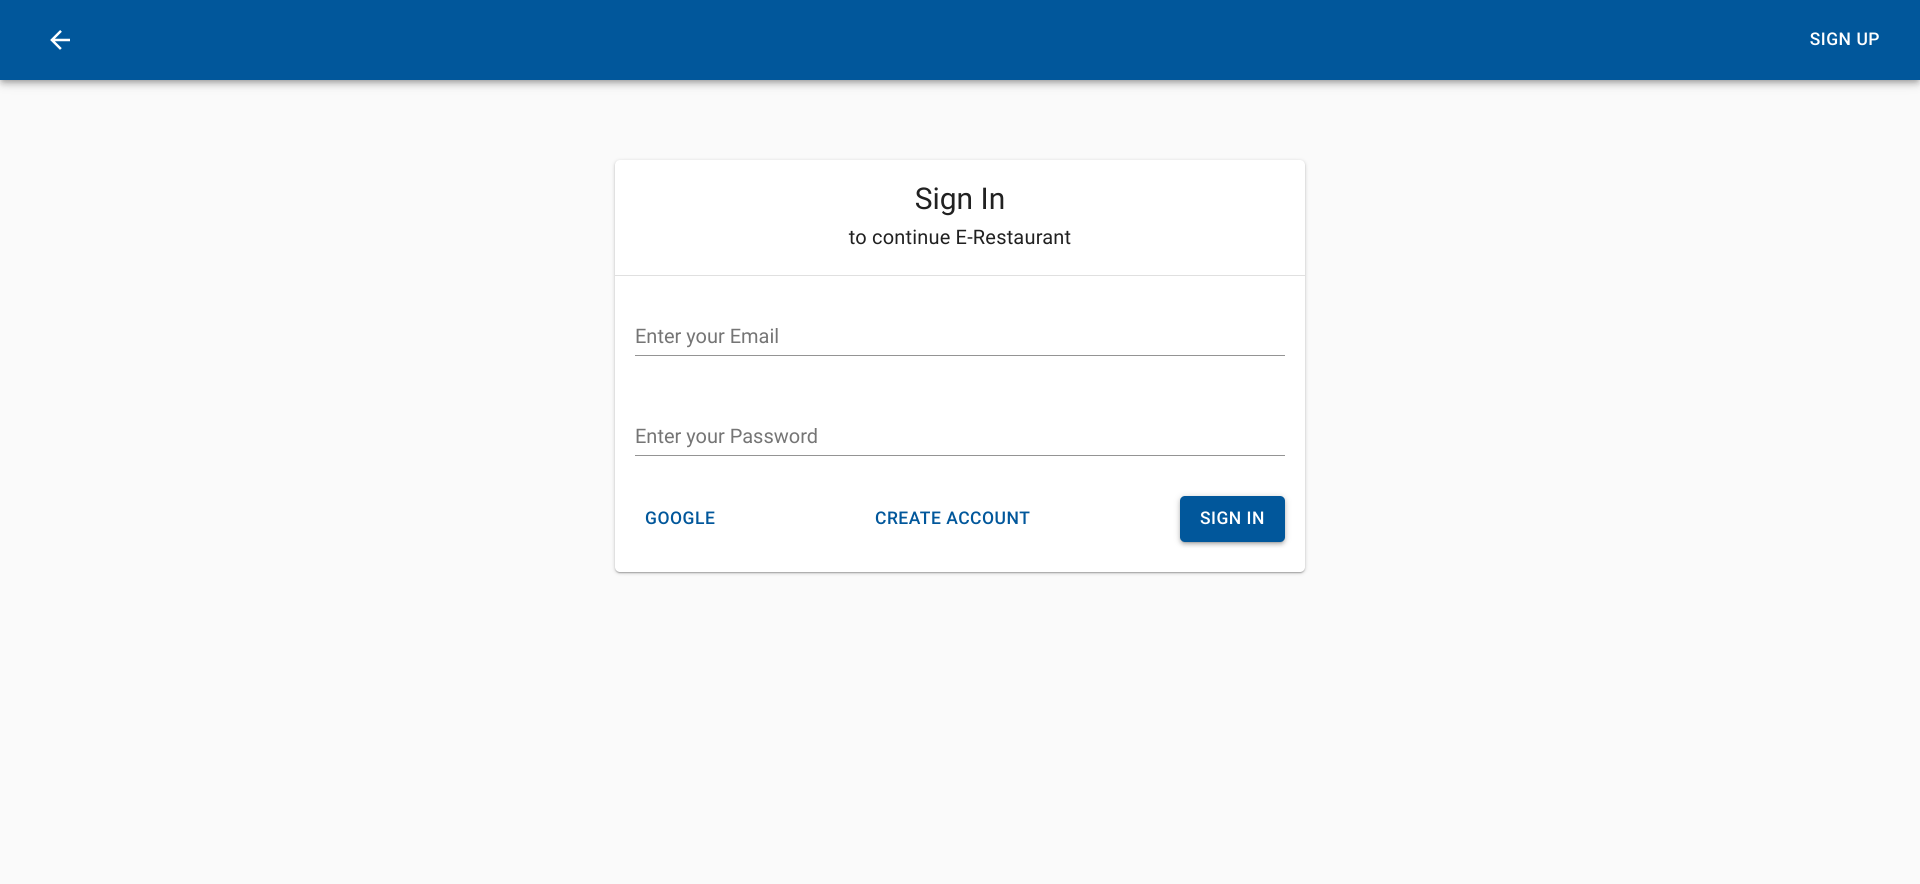 SIGN UP
Sign In
to continue E-Restaurant
Enter your Email
Enter your Password
GOOGLE CREATE ACCOUNT SIGN IN